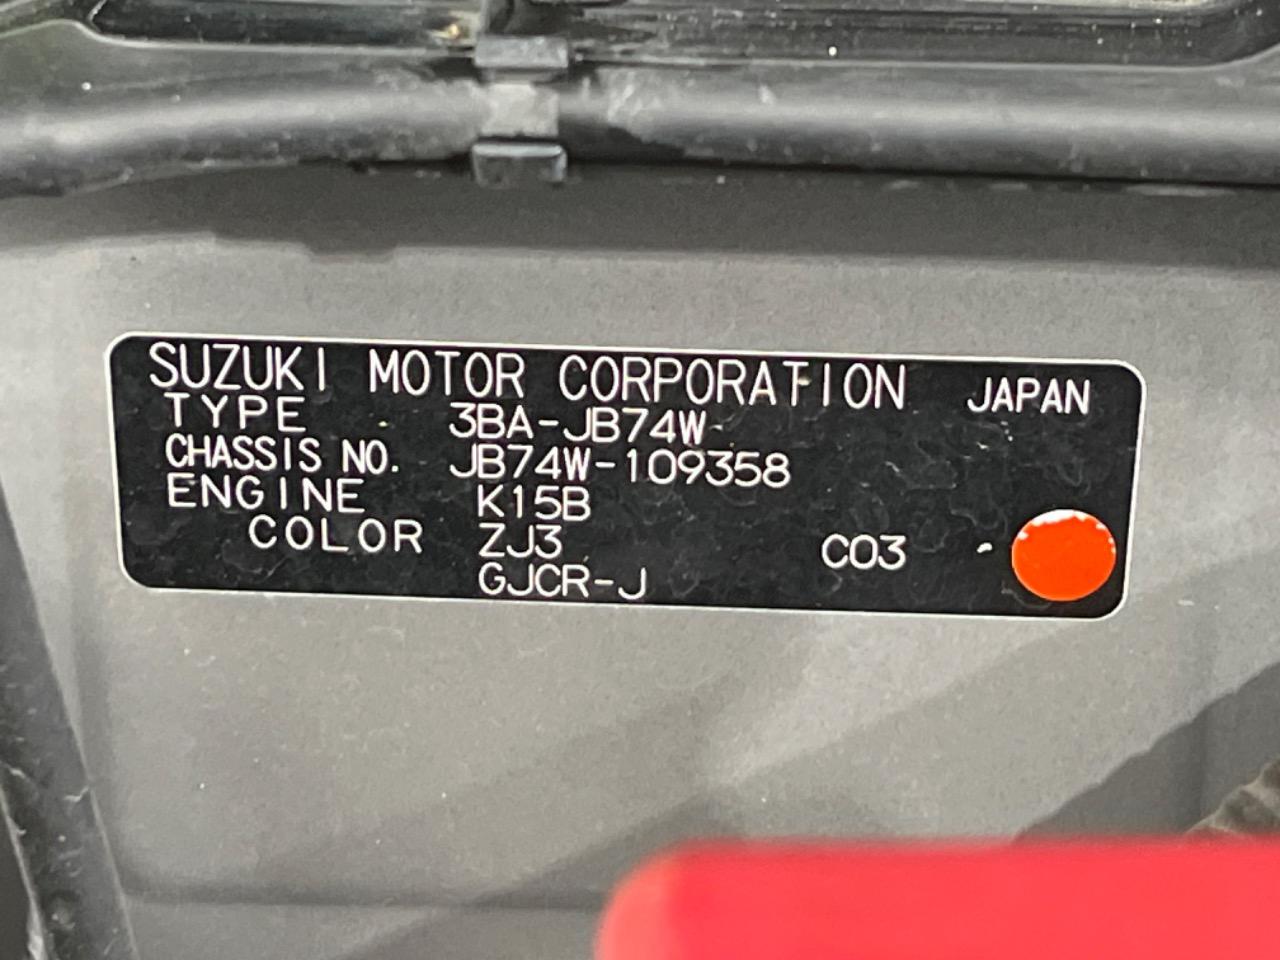 SUZUKI MOTOR CORPORATION JAPAN
TYPE 3BA-JB74W
CHASSIS NO. JB74W-109358
ENGINE K15B
COLOR ZJ3 C03
GJCR-J